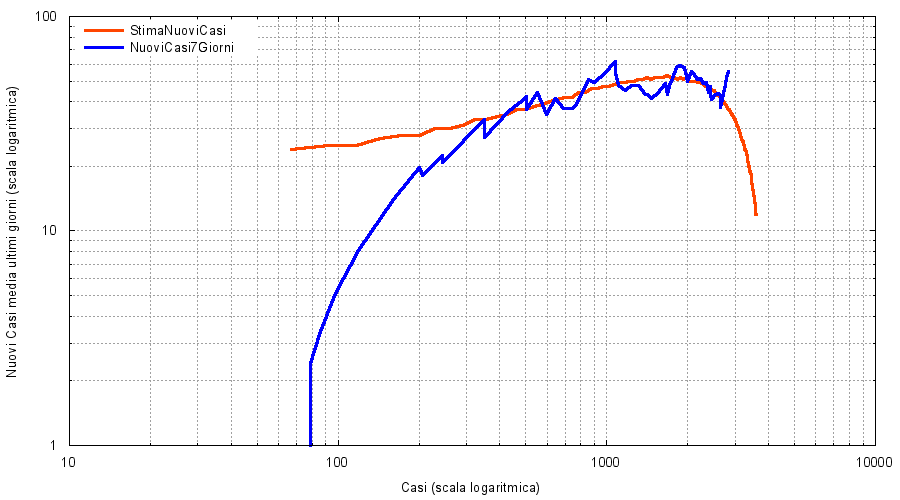 100
StimaNuoviCasi
NuoviCasi7Giorni
Nuovi Casi media ultimi giorni (scala logaritmica)
10
1
10
100
1000
10000
Casi (scala logaritmica)